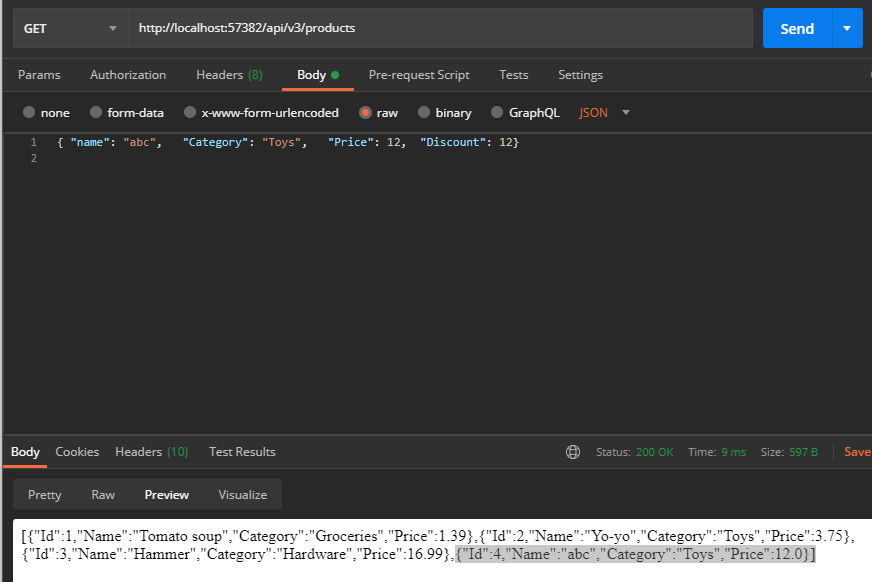 GET http://localhost:57382/api/v3/products Send
Params Authorization Headers (8) Body Pre-request Script Tests Settings
none form-data x-www-form-urlencoded raw binary GraphQL JSON
1 { "name": "abc", "Category": "Toys", "Price": 12, "Discount": 12}
2
Body Cookies Headers (10) Test Results Status: 200 OK Time: 9 ms Size: 597 B Save
Pretty Raw Preview Visualize
[{"Id":1,"Name":"Tomato soup","Category":"Groceries","Price":1.39},{"Id":2,"Name":"Yo-yo","Category":"Toys","Price":3.75},
{"Id":3,"Name":"Hammer","Category":"Hardware","Price":16.99},{"Id":4,"Name":"abc","Category":"Toys","Price":12.0}]